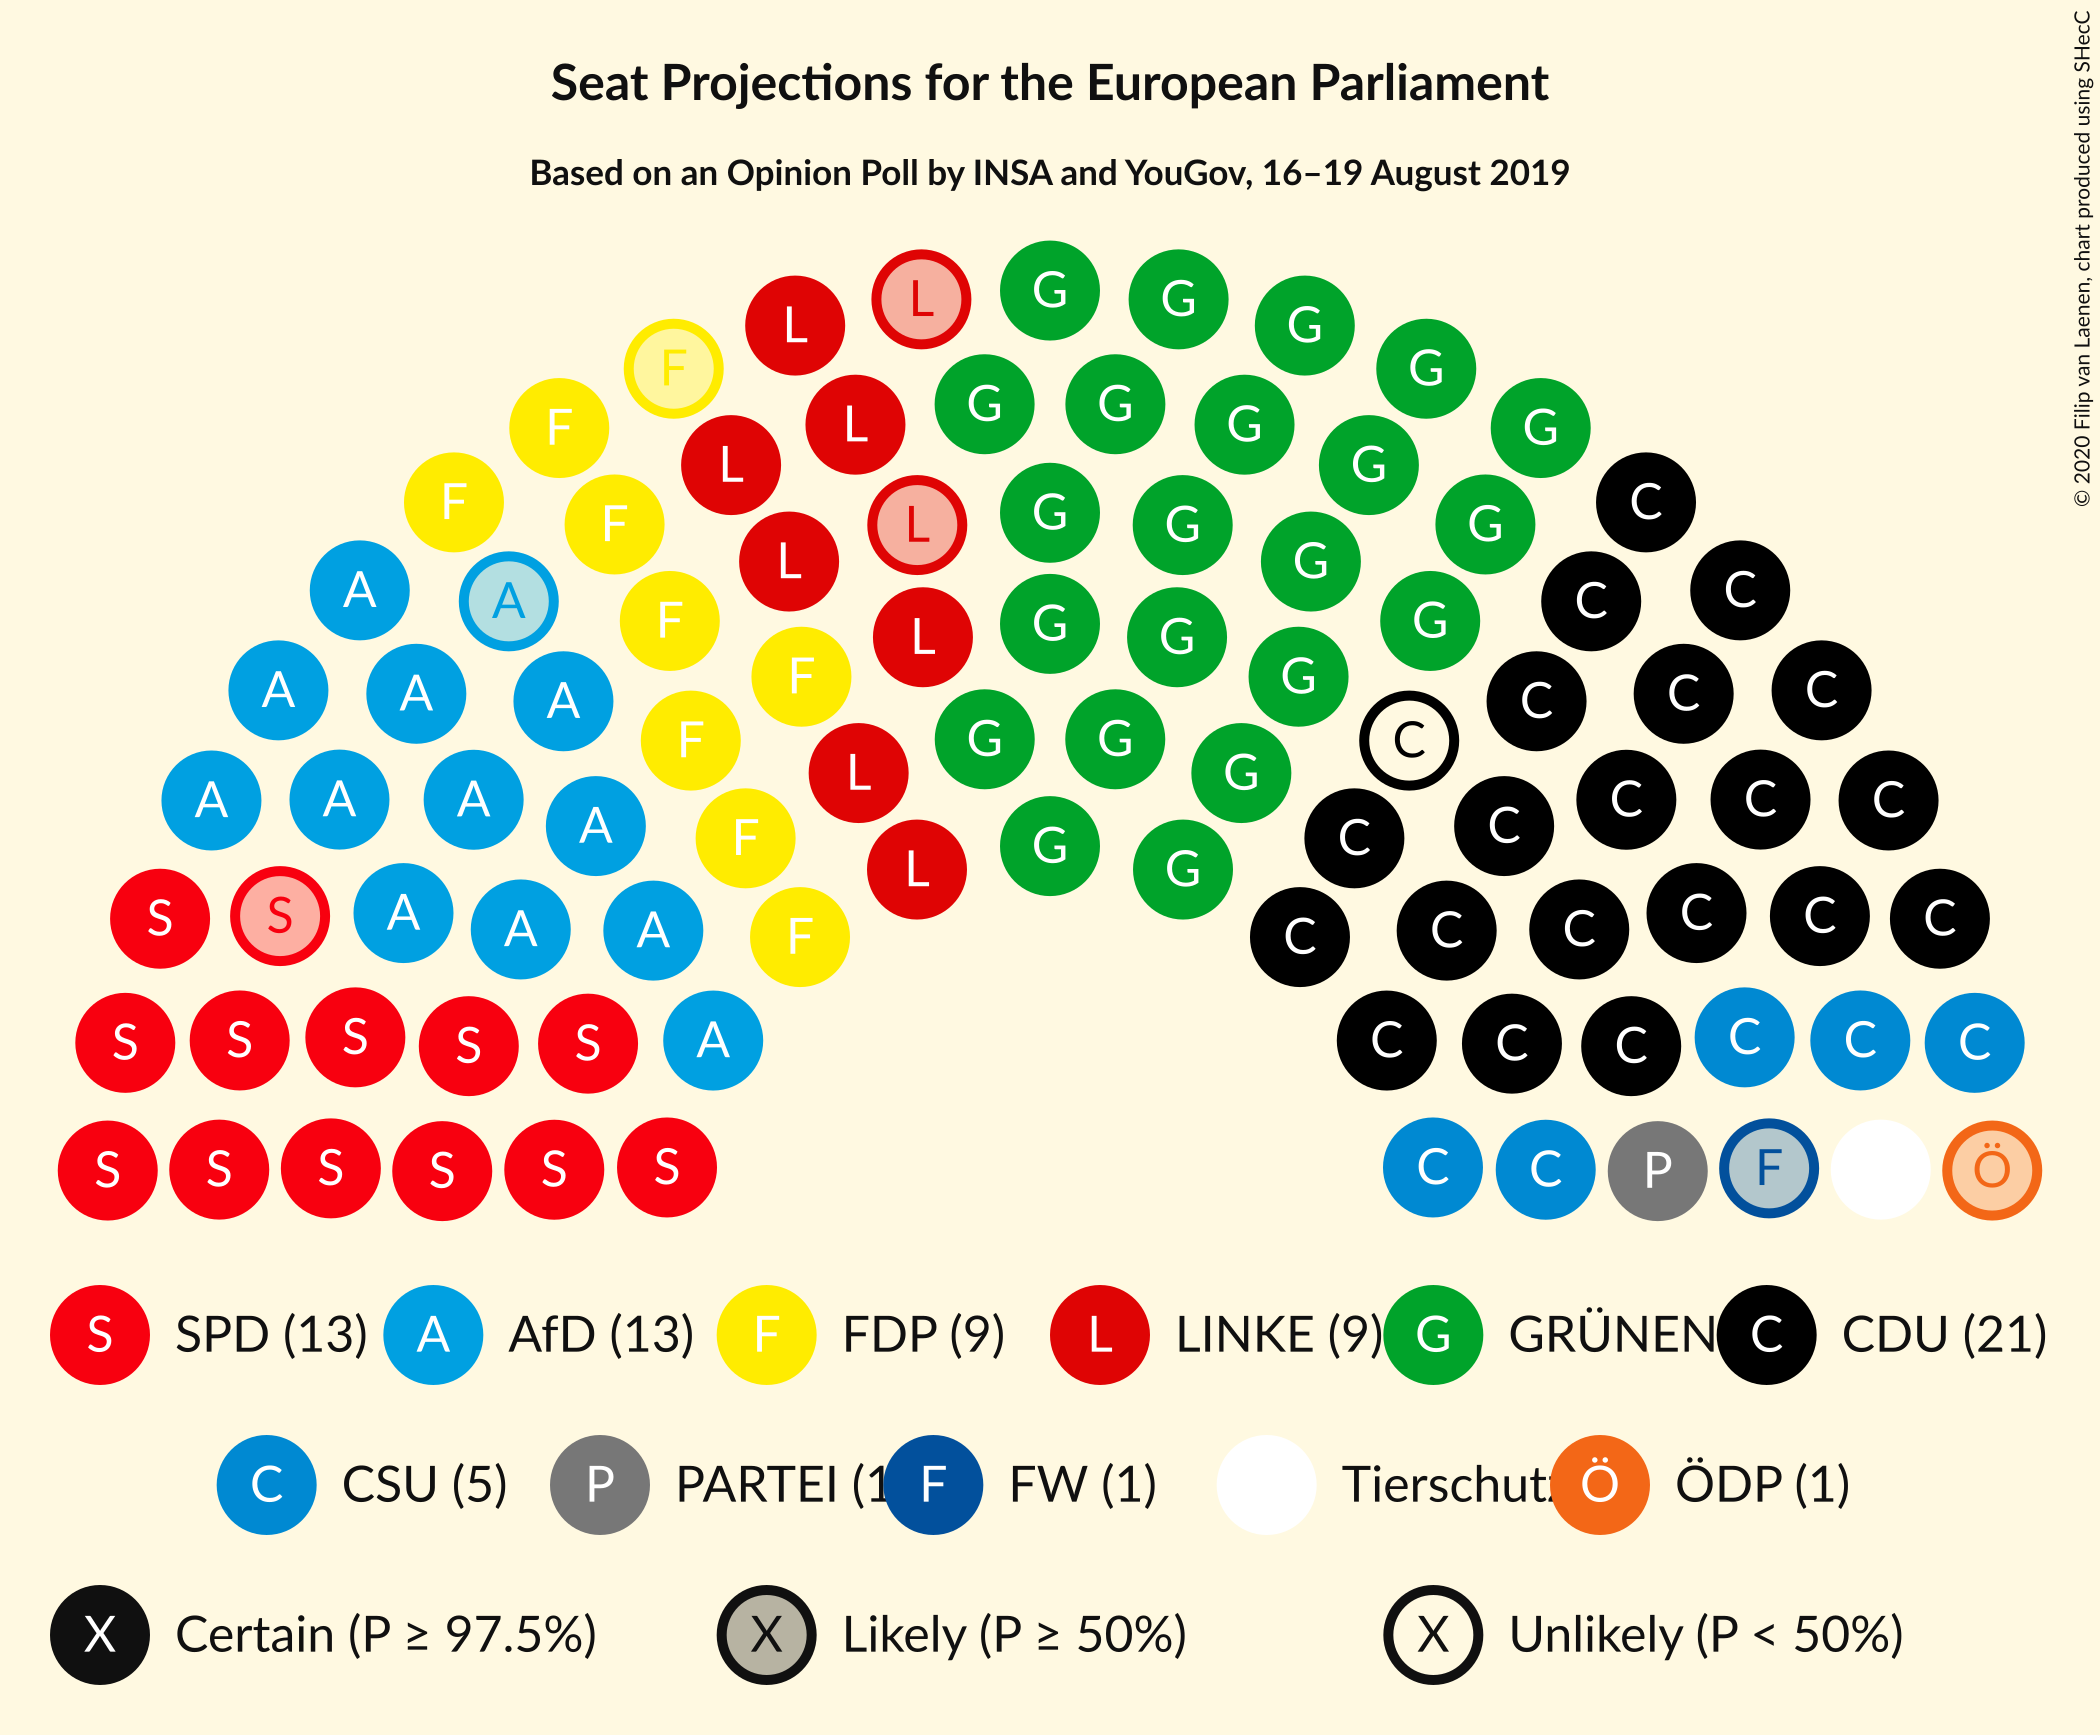 Seat Projections for the European Parliament
Based on an Opinion Poll by INSA and YouGov, 16–19 August 2019
© 2020 Filip van Laenen, chart produced using SHecC
L G G G
F L G
F L G G G G
F F L L G G C
A A F L G G G G C C
A A A F F L G G G C C C C
A A A A F F L G G G C C C C C C
S S A A A F L G G C C C C C C
S S S S S A C C C C C C
S S S S S S C C P F Ö
S SPD (13) A AfD (13) F FDP (9) L LINKE (9) G GRÜNEN C CDU (21)
C CSU (5) P PARTEI (1 F FW (1) Tierschutz Ö ÖDP (1)
X Certain (P ≥ 97.5%) X Likely (P ≥ 50%) X Unlikely (P < 50%)